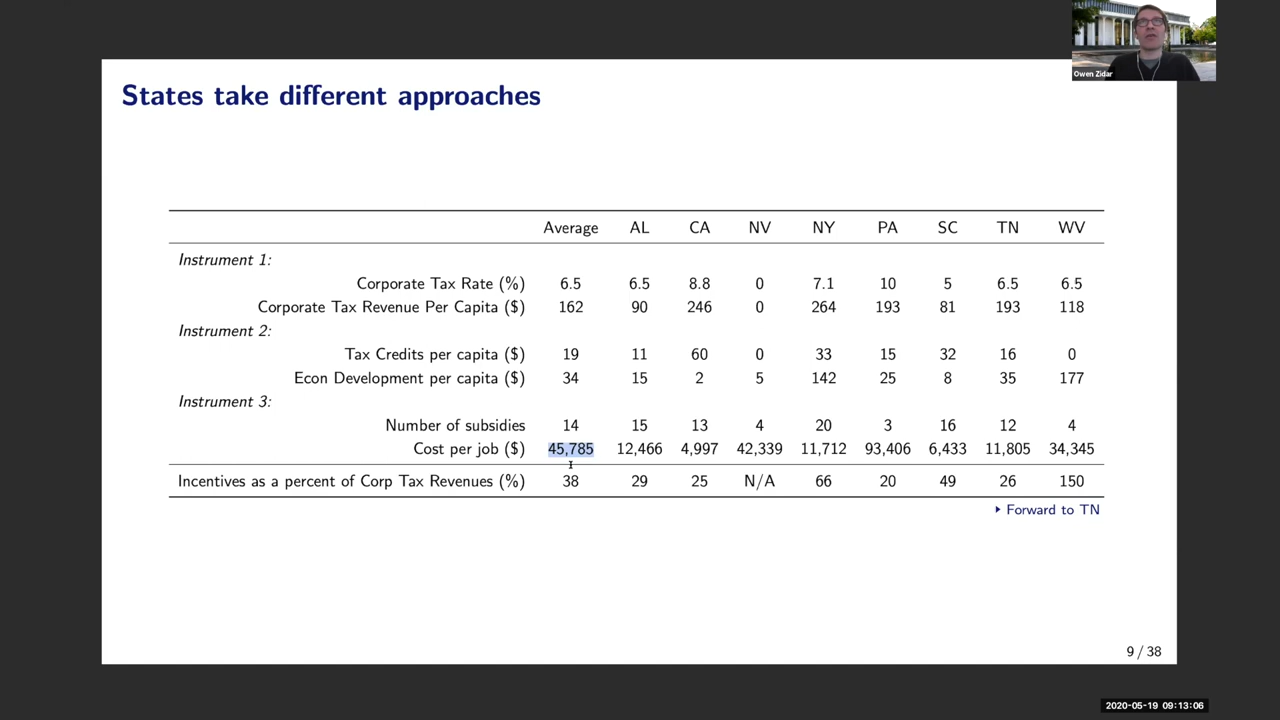 Owen Zidar
States take different approaches
Average AL CA NV NY PA SC TN WV
Instrument 1:
Corporate Tax Rate (%) 6.5 6.5 8.8 0 7.1 10 5 6.5 6.5
Corporate Tax Revenue Per Capita ($) 162 90 246 0 264 193 81 193 118
Instrument 2:
Tax Credits per capita ($) 19 11 60 0 33 15 32 16 0
Econ Development per capita ($) 34 15 2 5 142 25 8 35 177
Instrument 3:
Number of subsidies 14 15 13 4 20 3 16 12 4
Cost per job ($) 45,785 12,466 4,997 42,339 11,712 93,406 6,433 11,805 34,345
Incentives as a percent of Corp Tax Revenues (%) 38 29 25 N/A 66 20 49 26 150
Forward to TN
9 / 38
2020-05-19 09:13:06